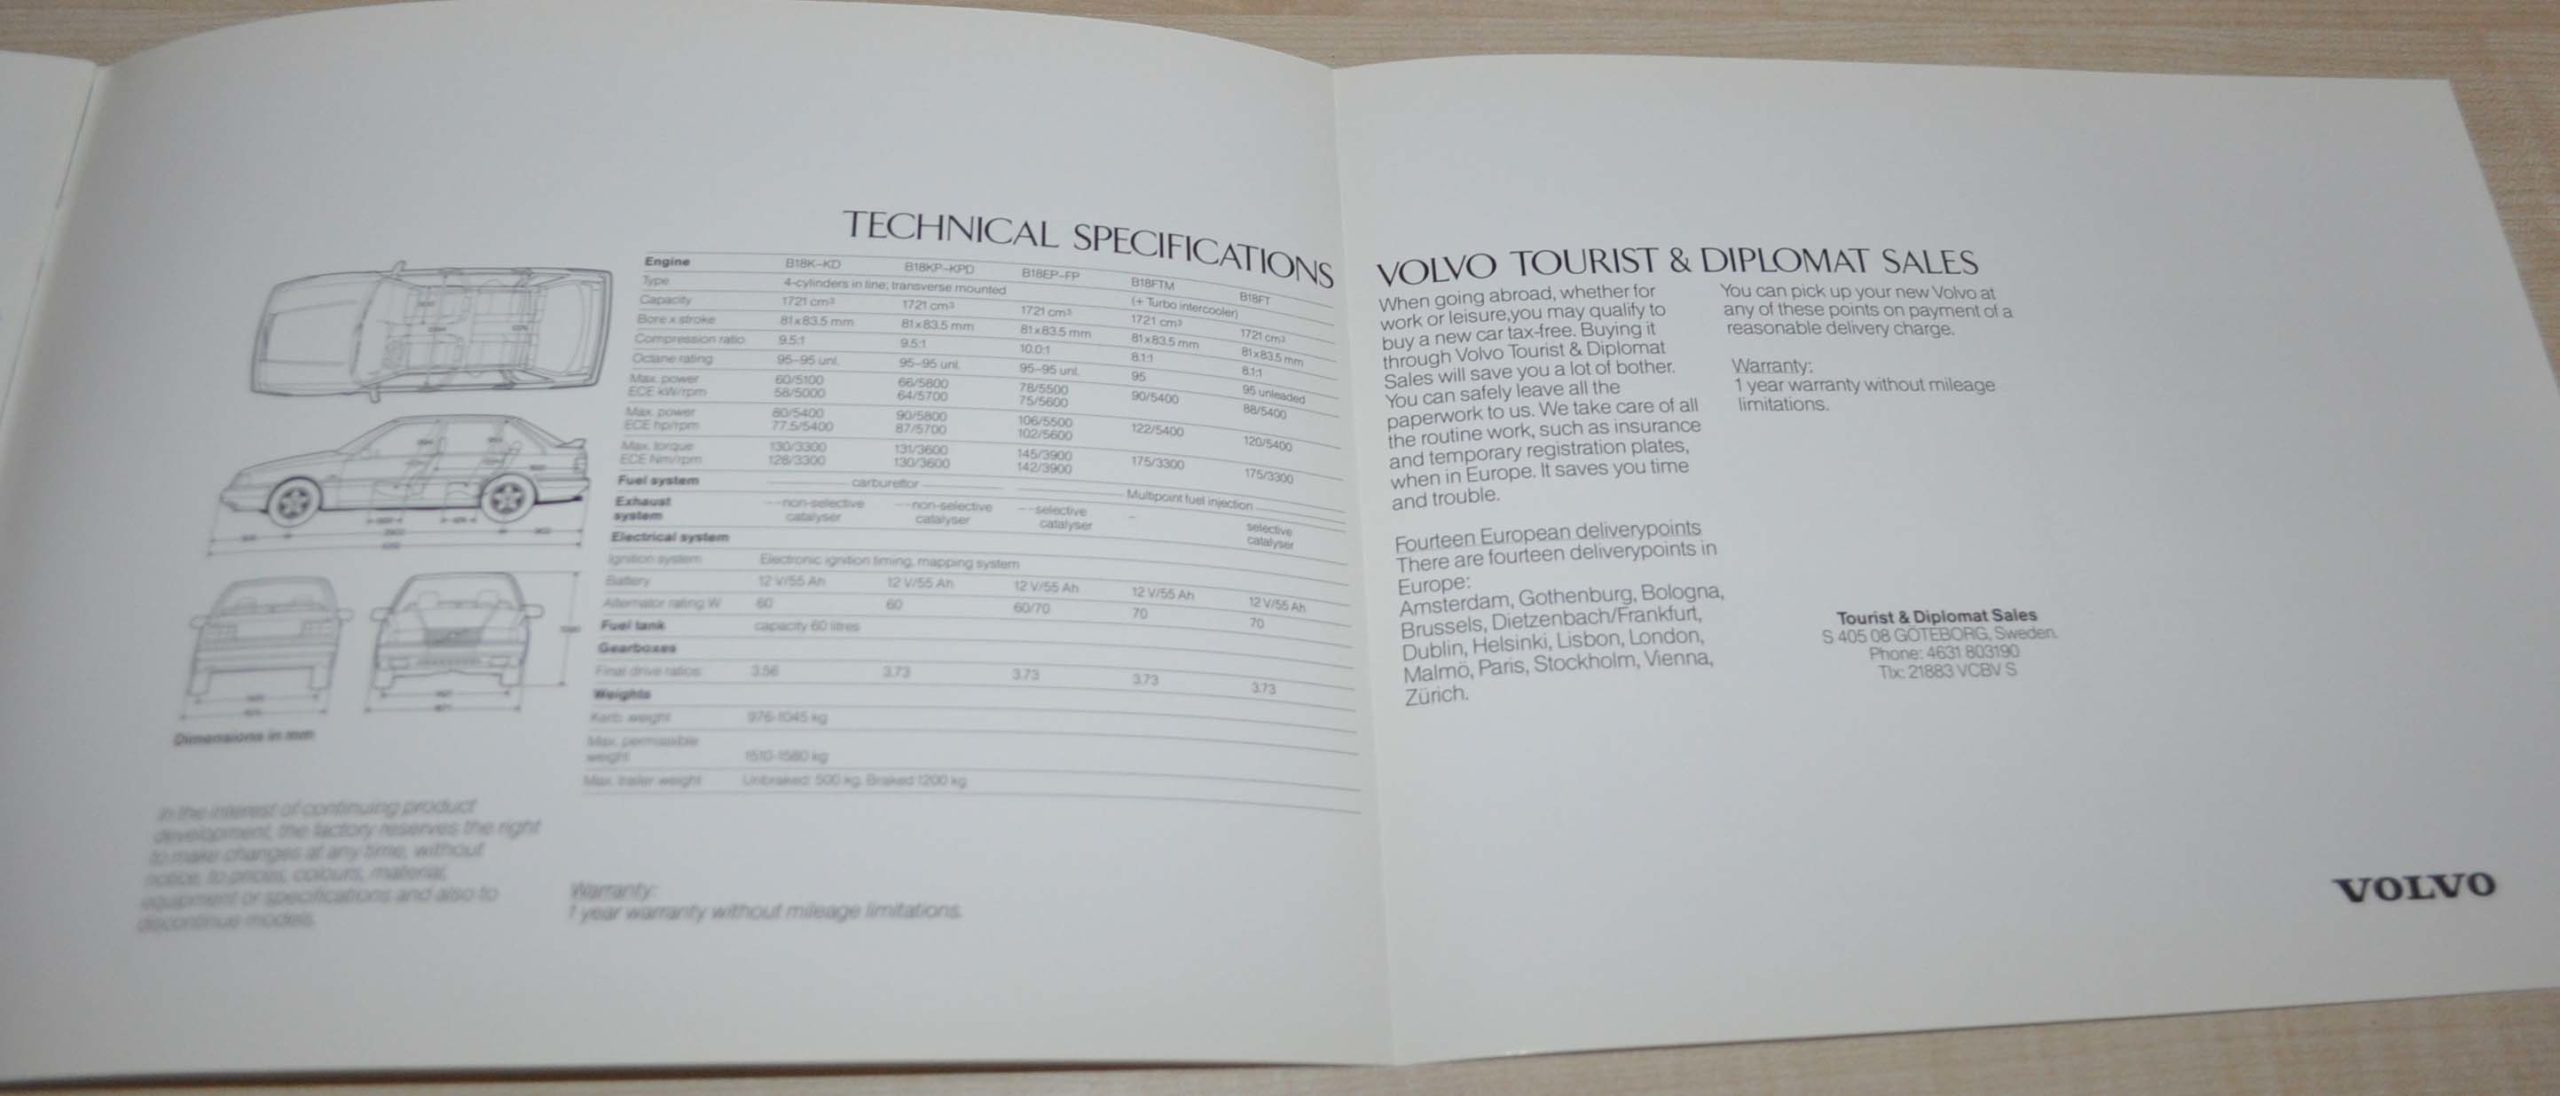 TECHNICAL SPECIFICATIONS
Engine B18K-KD B18KP-KPD B18EP-FP B18FTM B18FT
Type 4-cylinders in line, transverse mounted (+ Turbo intercooler)
Capacity 1721 cm³ 1721 cm³ 1721 cm³ 1721 cm³ 1721 cm³
Bore x stroke 81x83.5 mm 81x83.5 mm 81x83.5 mm 81x83.5 mm 81x83.5 mm
Compression ratio 9.5:1 9.5:1 10.0:1 8.1:1 8.1:1
Octane rating 95-95 unl. 95-95 unl. 95-95 unl. 95 95 unleaded
Max. power 60/5100 66/5800 78/5500 90/5400 88/5400
ECE kW/rpm 58/5000 64/5700 75/5600
Max. power 80/5400 90/5800 106/5500 122/5400 120/5400
ECE hp/rpm 77.5/5400 87/5700 102/5600
Max. torque 130/3300 131/3600 145/3900 175/3300 175/3300
ECE Nm/rpm 128/3300 130/3600 142/3900
Fuel system carburettor Multipoint fuel injection
Exhaust non-selective non-selective selective - selective
system catalyser catalyser catalyser catalyser
Electrical system
Ignition system Electronic ignition timing, mapping system
Battery 12 V/55 Ah 12 V/55 Ah 12 V/55 Ah 12 V/55 Ah 12 V/55 Ah
Alternator rating W 60 60 60/70 70 70
Fuel tank capacity 60 litres
Gearboxes
Final drive ratios 3.56 3.73 3.73 3.73 3.73
Weights
Kerb weight 976-1045 kg
Max. permissible
weight 1510-1580 kg
Max. trailer weight Unbraked: 500 kg. Braked 1200 kg
Dimensions in mm
In the interest of continuing product
development, the factory reserves the right
to make changes at any time, without
notice, to prices, colours, material,
equipment or specifications and also to
discontinue models.
Warranty:
1 year warranty without mileage limitations.
VOLVO TOURIST & DIPLOMAT SALES
When going abroad, whether for
work or leisure,you may qualify to
buy a new car tax-free. Buying it
through Volvo Tourist & Diplomat
Sales will save you a lot of bother.
You can safely leave all the
paperwork to us. We take care of all
the routine work, such as insurance
and temporary registration plates,
when in Europe. It saves you time
and trouble.
Fourteen European deliverypoints
There are fourteen deliverypoints in
Europe:
Amsterdam, Gothenburg, Bologna,
Brussels, Dietzenbach/Frankfurt,
Dublin, Helsinki, Lisbon, London,
Malmö, Paris, Stockholm, Vienna,
Zürich.
You can pick up your new Volvo at
any of these points on payment of a
reasonable delivery charge.
Warranty:
1 year warranty without mileage
limitations.
Tourist & Diplomat Sales
S 405 08 GÖTEBORG, Sweden.
Phone: 4631 803190
Tlx: 21883 VCBV S
VOLVO